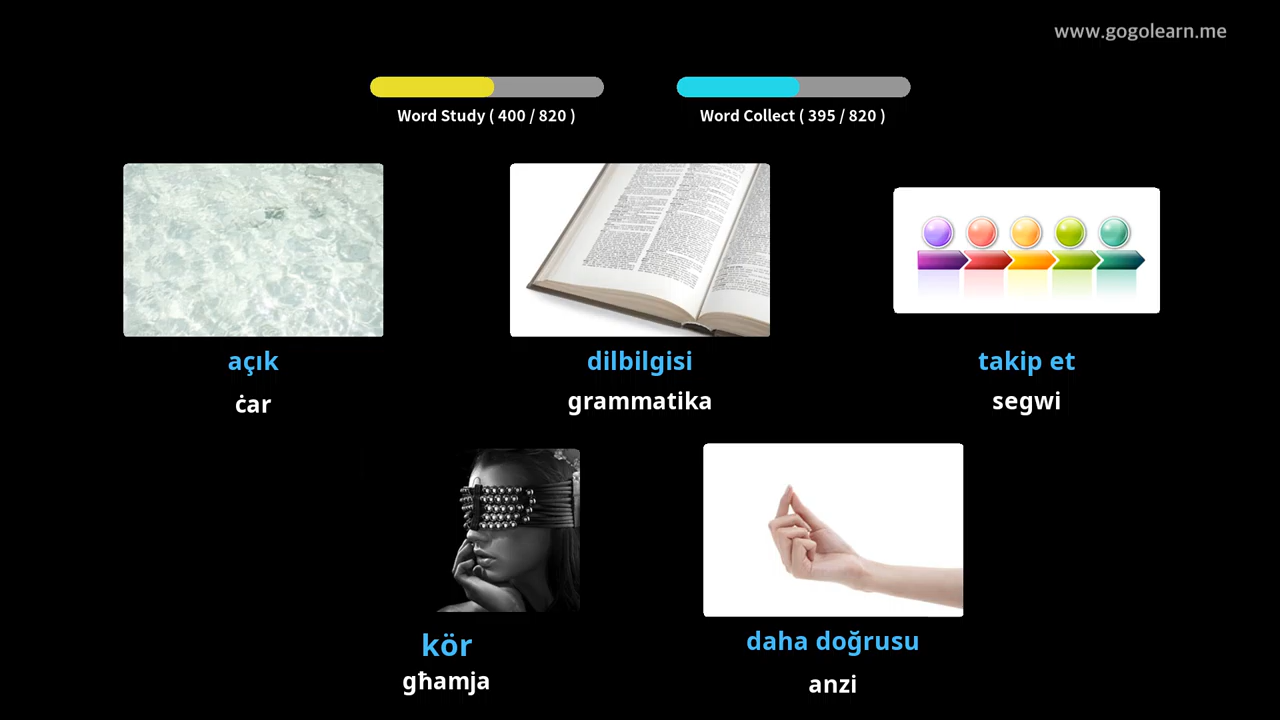 www.gogolearn.me
Word Study ( 400 / 820 )
Word Collect ( 395 / 820 )
açık
ċar
dilbilgisi
grammatika
takip et
segwi
kör
għamja
daha doğrusu
anzi